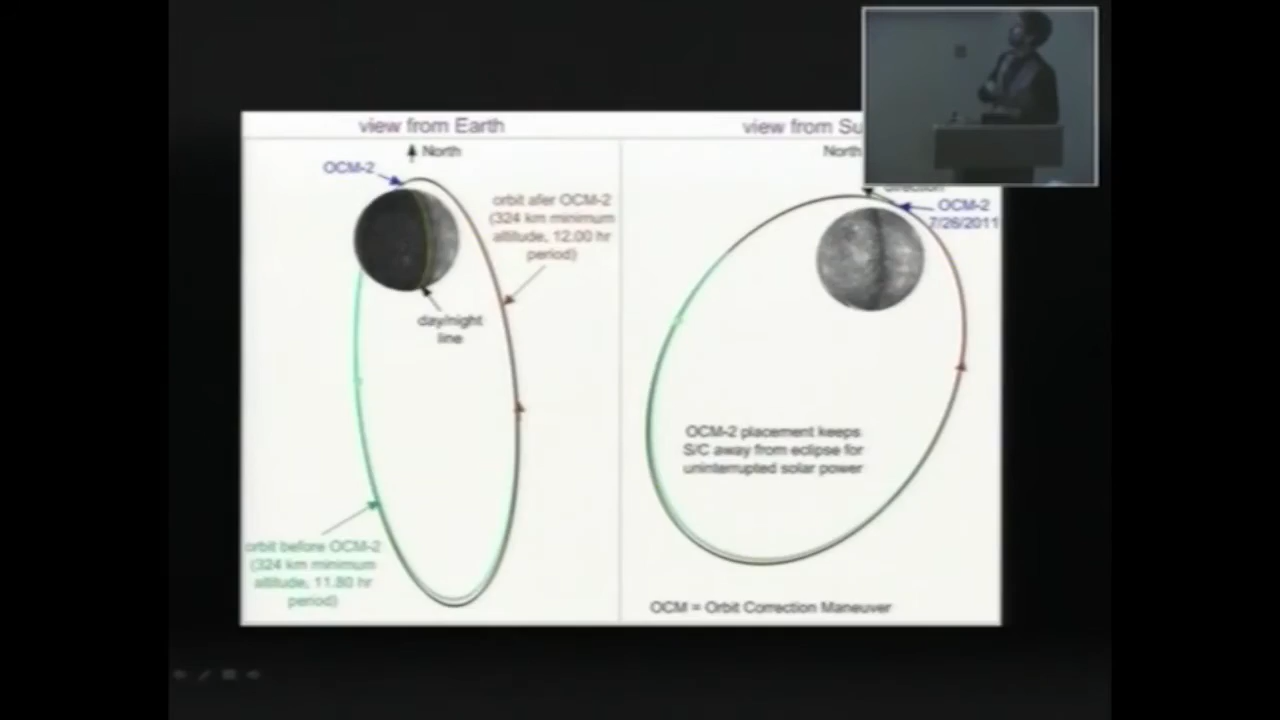 view from Earth
North
OCM-2
orbit afer OCM-2
(324 km minimum
altitude, 12.00 hr
period)
day/night
line
orbit before OCM-2
(324 km minimum
altitude, 11.80 hr
period)
view from Su
North
direction
OCM-2
7/26/2011
OCM-2 placement keeps
S/C away from eclipse for
uninterrupted solar power
OCM = Orbit Correction Maneuver